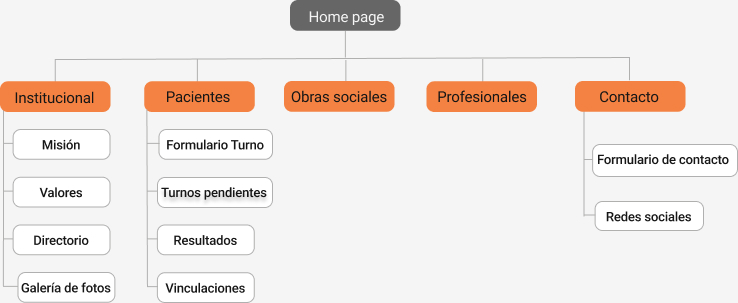 Home page
Institucional
Pacientes
Obras sociales
Profesionales
Contacto
Misión
Valores
Directorio
Galería de fotos
Formulario Turno
Turnos pendientes
Resultados
Vinculaciones
Formulario de contacto
Redes sociales